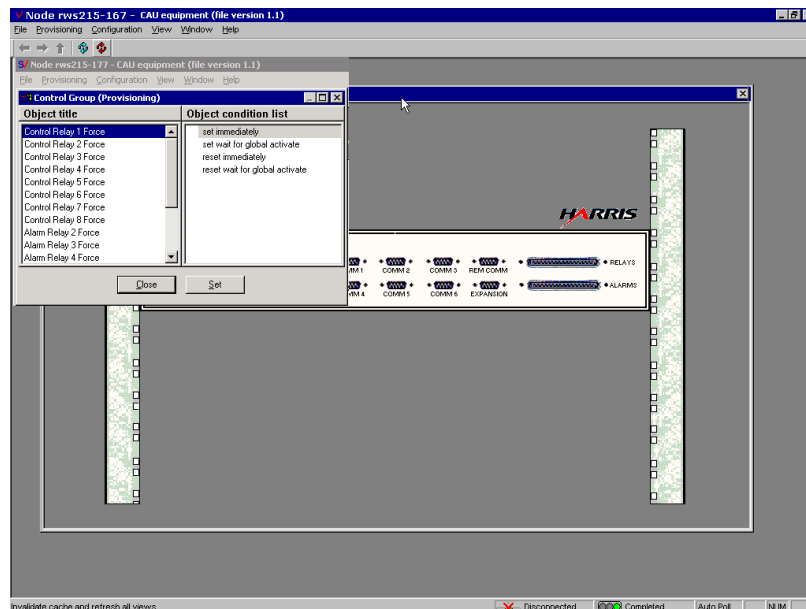 Node rws215-167 - CAU equipment (file version 1.1)
File Provisioning Configuration View Window Help
Node rws215-177 - CAU equipment (file version 1.1)
File Provisioning Configuration View Window Help
Control Group (Provisioning)
Object title
Control Relay 1 Force
Control Relay 2 Force
Control Relay 3 Force
Control Relay 4 Force
Control Relay 5 Force
Control Relay 6 Force
Control Relay 7 Force
Control Relay 8 Force
Alarm Relay 2 Force
Alarm Relay 3 Force
Alarm Relay 4 Force
Object condition list
set immediately
set wait for global activate
reset immediately
reset wait for global activate
Close Set
HARRIS
COMM 2 COMM 3 REM COMM RELAYS
COMM 5 COMM 6 EXPANSION ALARMS
Invalidate cache and refresh all views Disconnected Completed Auto Poll NUM